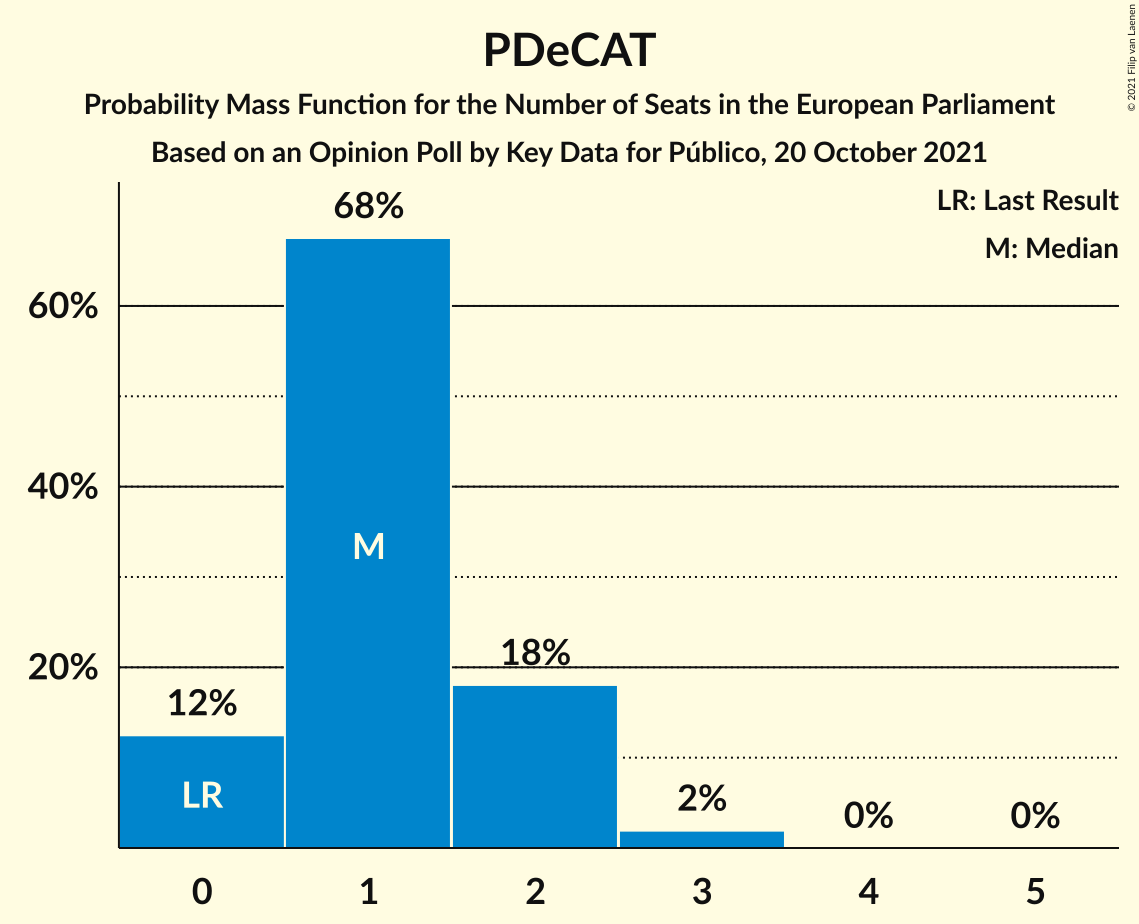 PDeCAT
Probability Mass Function for the Number of Seats in the European Parliament
Based on an Opinion Poll by Key Data for Público, 20 October 2021
© 2021 Filip van Laenen
LR: Last Result
M: Median
68%
60%
40%
M
20%
18%
12%
LR
2%
0%
0%
0
1
2
3
4
5